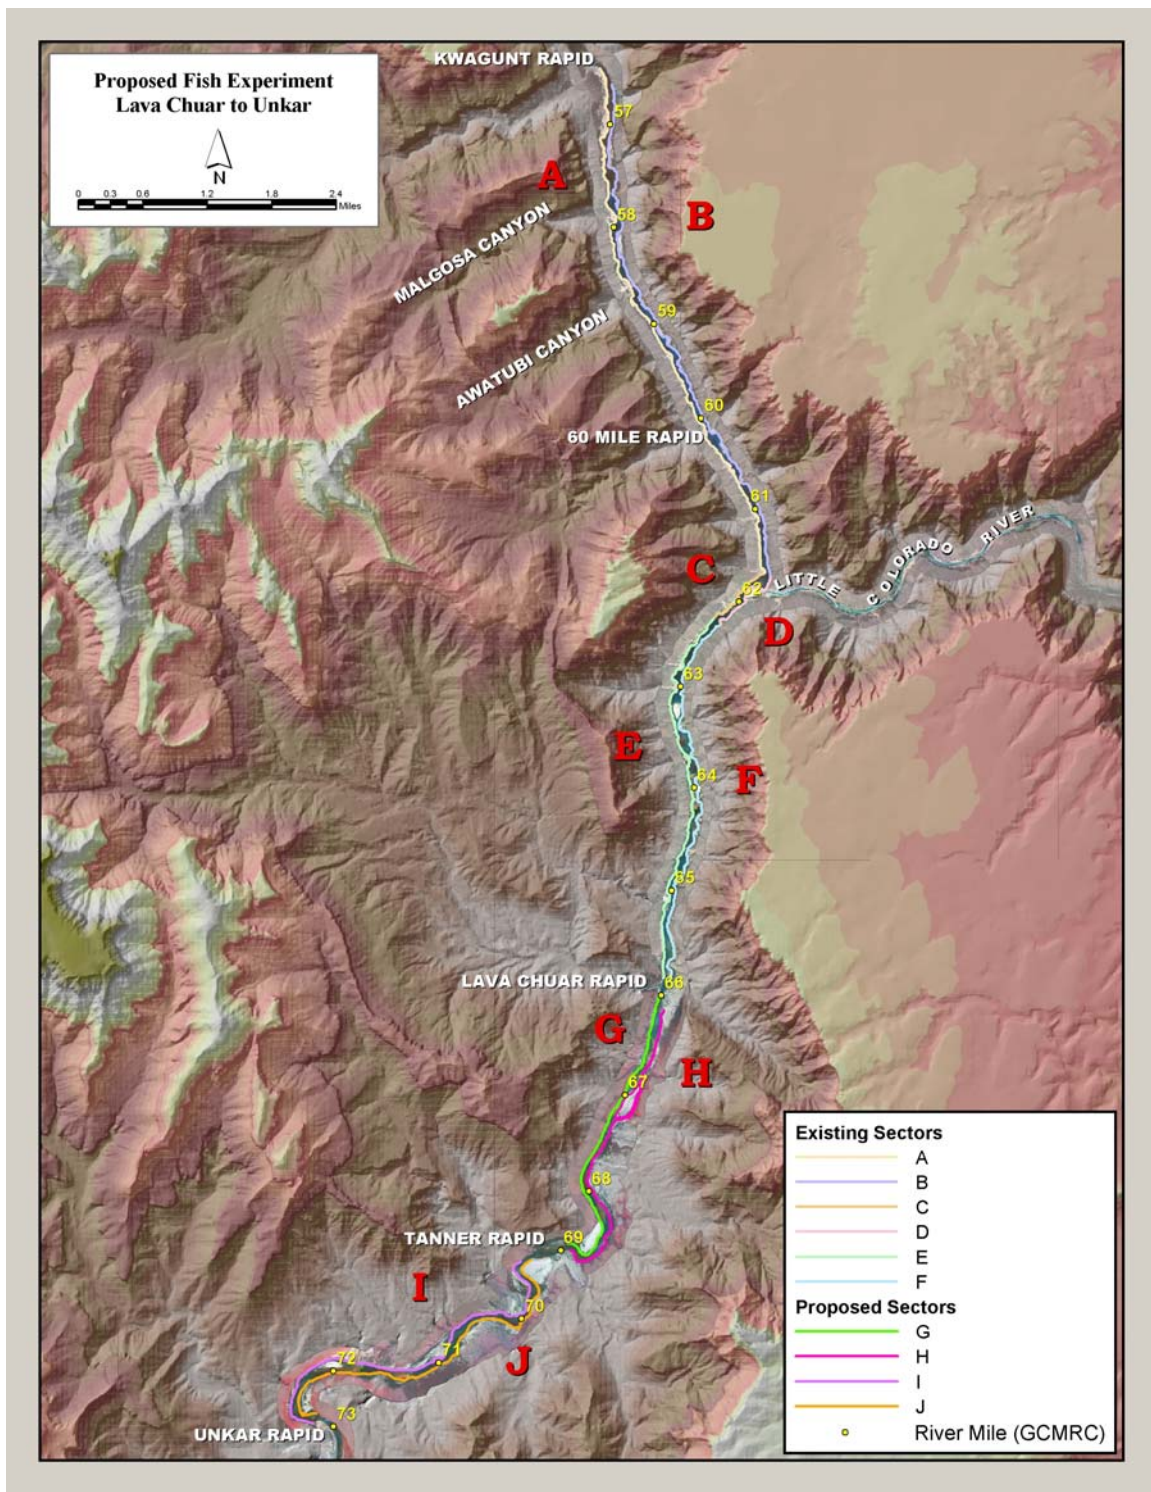 Proposed Fish Experiment
Lava Chuar to Unkar
N
0 0.3 0.6 1.2 1.8 2.4
Miles
KWAGUNT RAPID
57
A
B
58
MALGOSA CANYON
59
AWATUBI CANYON
60
60 MILE RAPID
61
LITTLE COLORADO RIVER
C
62
D
63
E
64
F
65
LAVA CHUAR RAPID
66
G
H
67
68
TANNER RAPID
69
I
70
J
71
72
73
UNKAR RAPID
Existing Sectors
A
B
C
D
E
F
Proposed Sectors
G
H
I
J
River Mile (GCMRC)